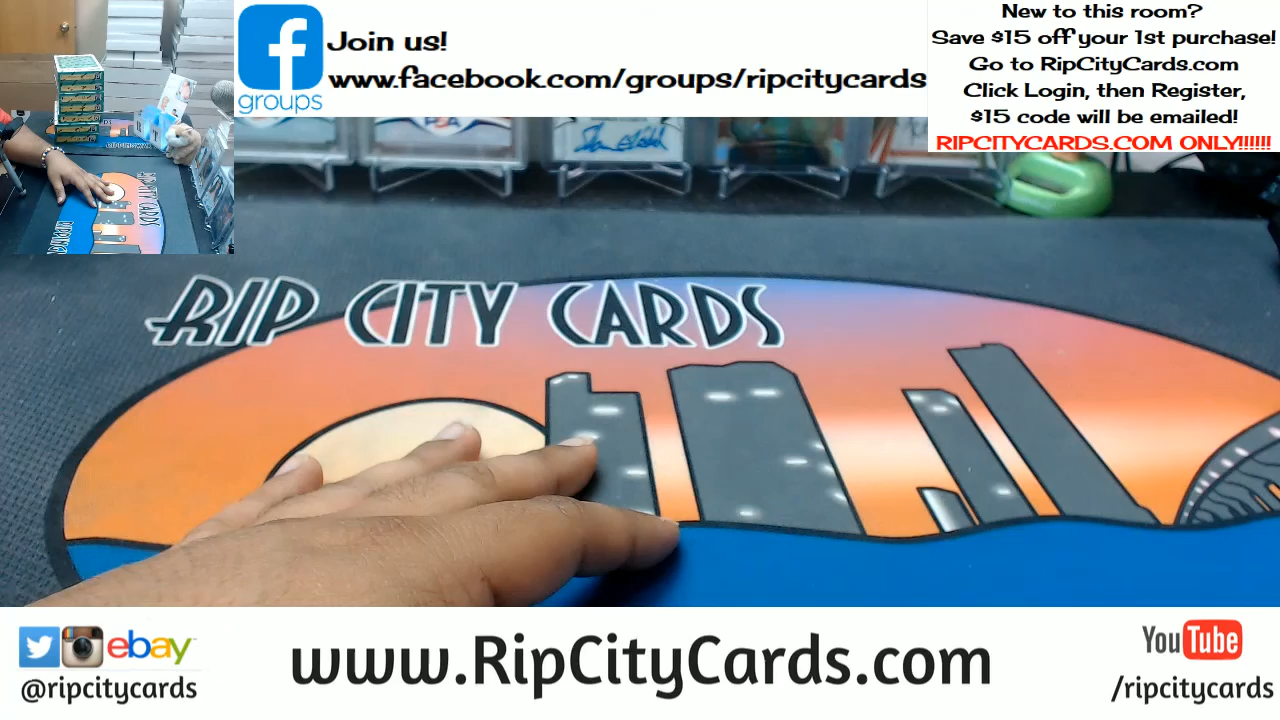 groups
Join us!
www.facebook.com/groups/ripcitycards
New to this room?
Save $15 off your 1st purchase!
Go to RipCityCards.com
Click Login, then Register,
$15 code will be emailed!
RIPCITYCARDS.COM ONLY!!!!!!
RIP CITY CARDS
ebay
@ripcitycards
www.RipCityCards.com
YouTube
/ripcitycards